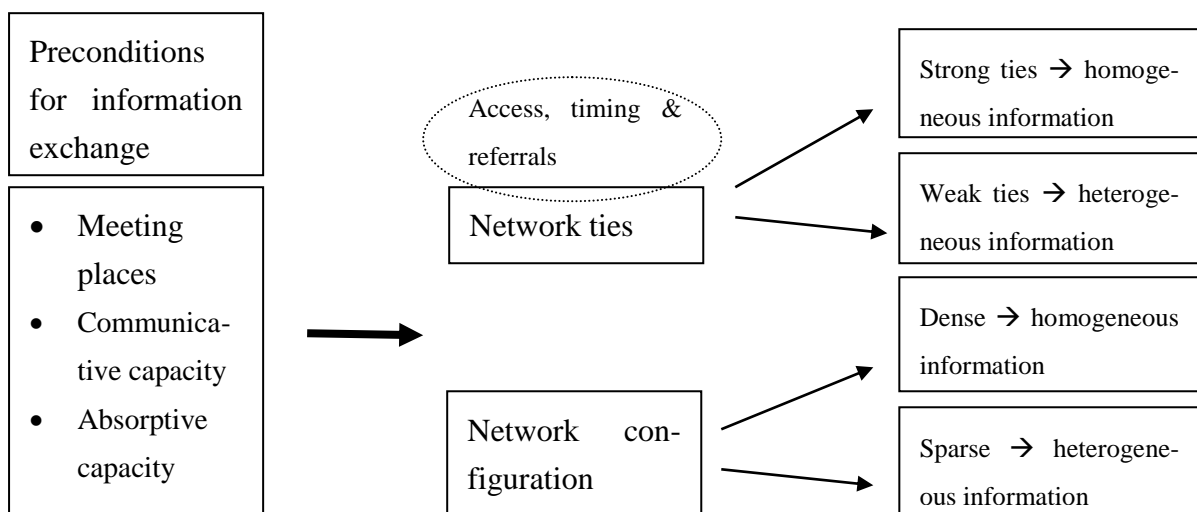 Preconditions
for information
exchange
• Meeting
places
• Communica-
tive capacity
• Absorptive
capacity
Access, timing &
referrals
Network ties
Network con-
figuration
Strong ties → homoge-
neous information
Weak ties → heteroge-
neous information
Dense → homogeneous
information
Sparse → heterogene-
ous information